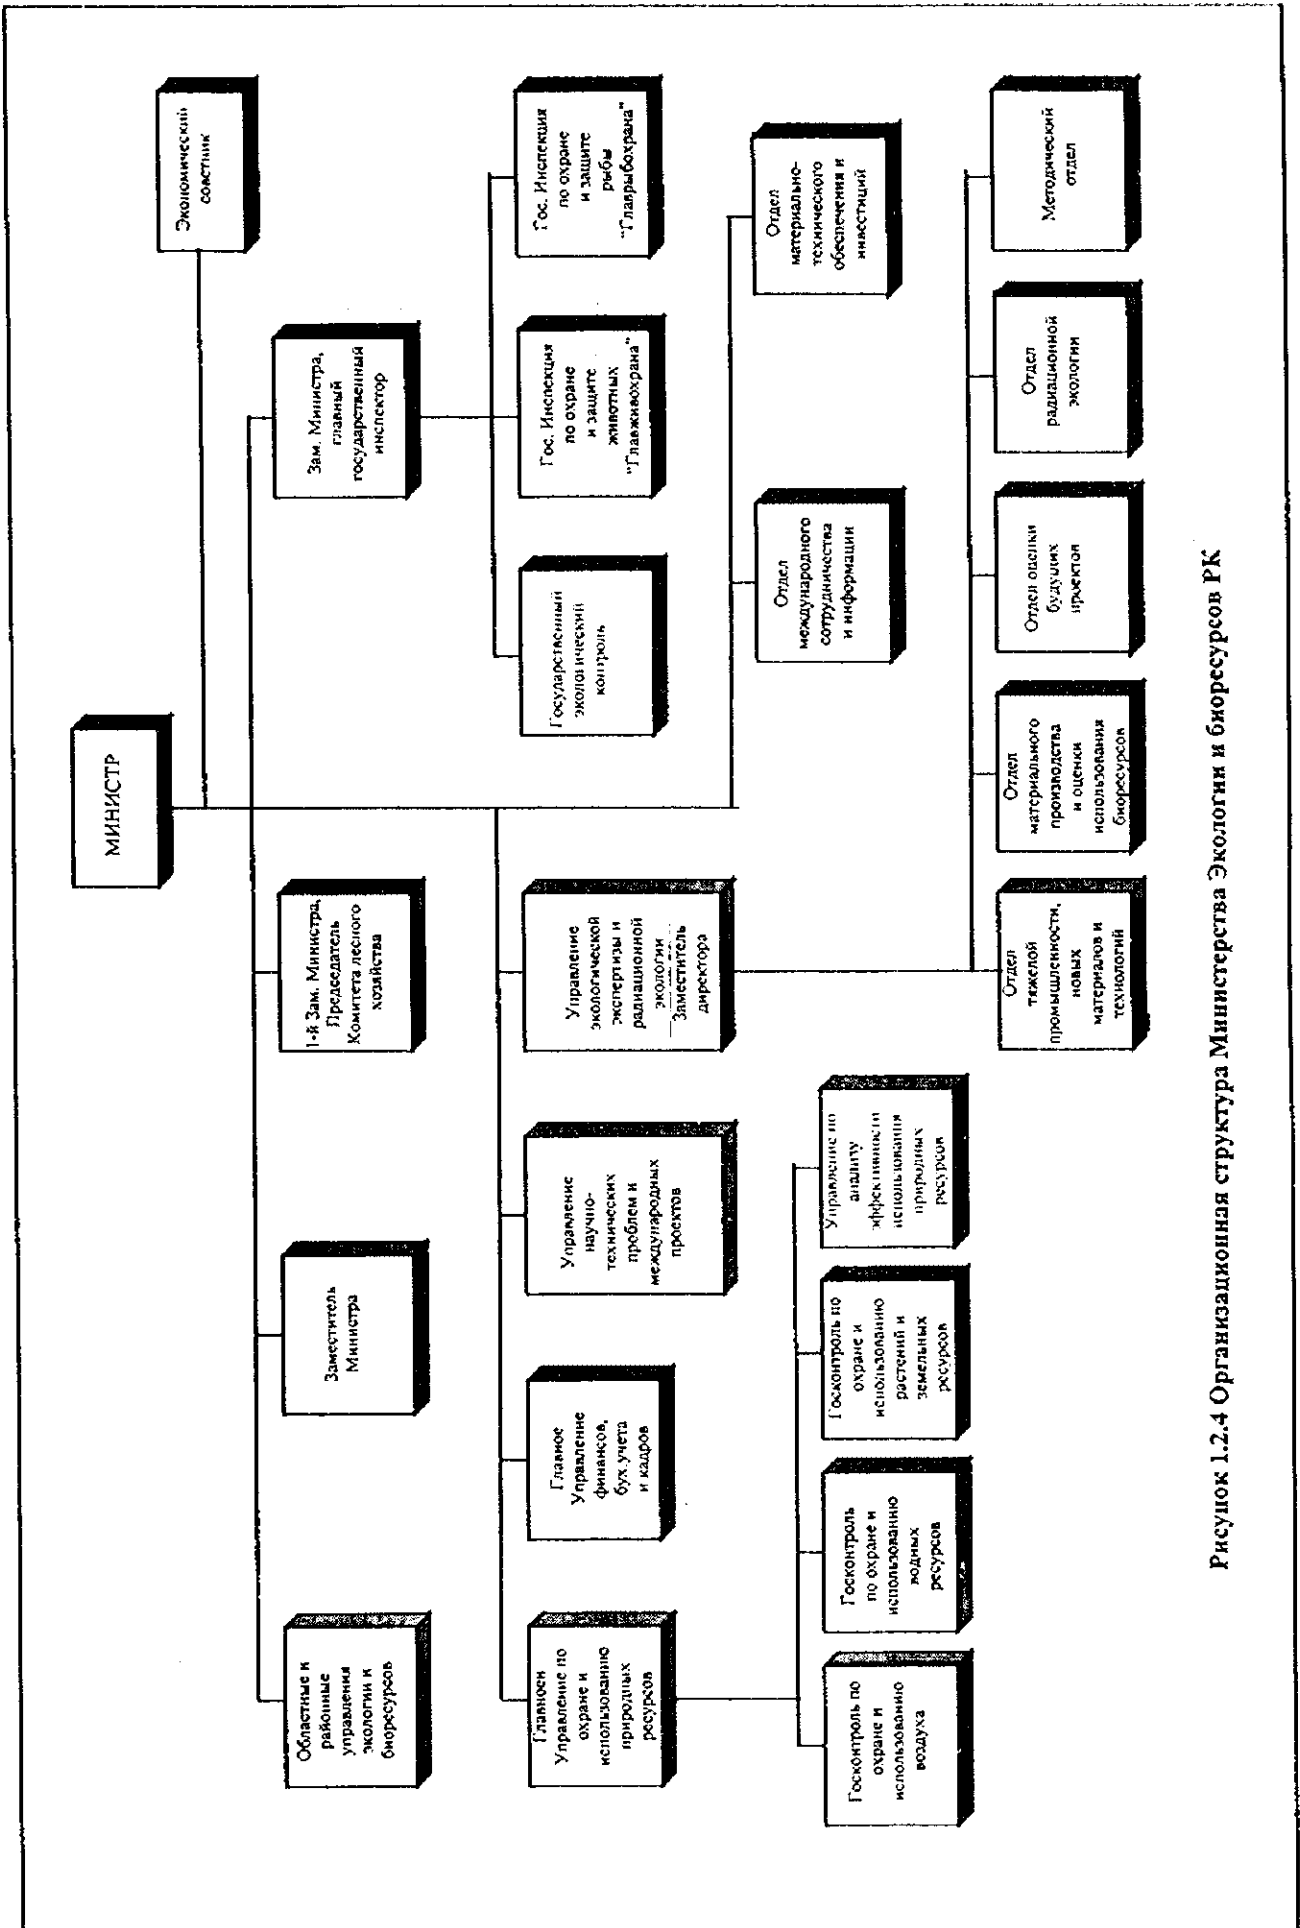 МИНИСТР
Экономический
советник
Областные и
районные
управления
экологии и
биоресурсов
Заместитель
Министра
1-й Зам. Министра,
Председатель
Комитета лесного
хозяйства
Зам. Министра,
главный
государственный
инспектор
Главное
Управление по
охране и
использованию
природных
ресурсов
Главное
Управление
финансов,
бух.учета
и кадров
Управление
научно-
технических
проблем и
международных
проектов
Управление
экологической
экспертизы и
радиационной
экологии
Заместитель
директора
Государственный
экологический
контроль
Гос. Инспекция
по охране
и защите
животных
"Главживохрана"
Гос. Инспекция
по охране
и защите
рыбы
"Главрыбохрана"
Отдел
международного
сотрудничества
и информации
Отдел
материально-
технического
обеспечения и
инвестиций
Госконтроль по
охране и
использованию
воздуха
Госконтроль
по охране и
использованию
водных
ресурсов
Госконтроль по
охране и
использованию
растений и
земельных
ресурсов
Управление по
анализу
эффективности
использования
природных
ресурсов
Отдел
тяжелой
промышленности,
новых
материалов и
технологий
Отдел
материального
производства
и оценки
использования
биоресурсов
Отдел оценки
будущих
проектов
Отдел
радиационной
экологии
Методический
отдел
Рисунок 1.2.4 Организационная структура Министерства Экологии и биоресурсов РК